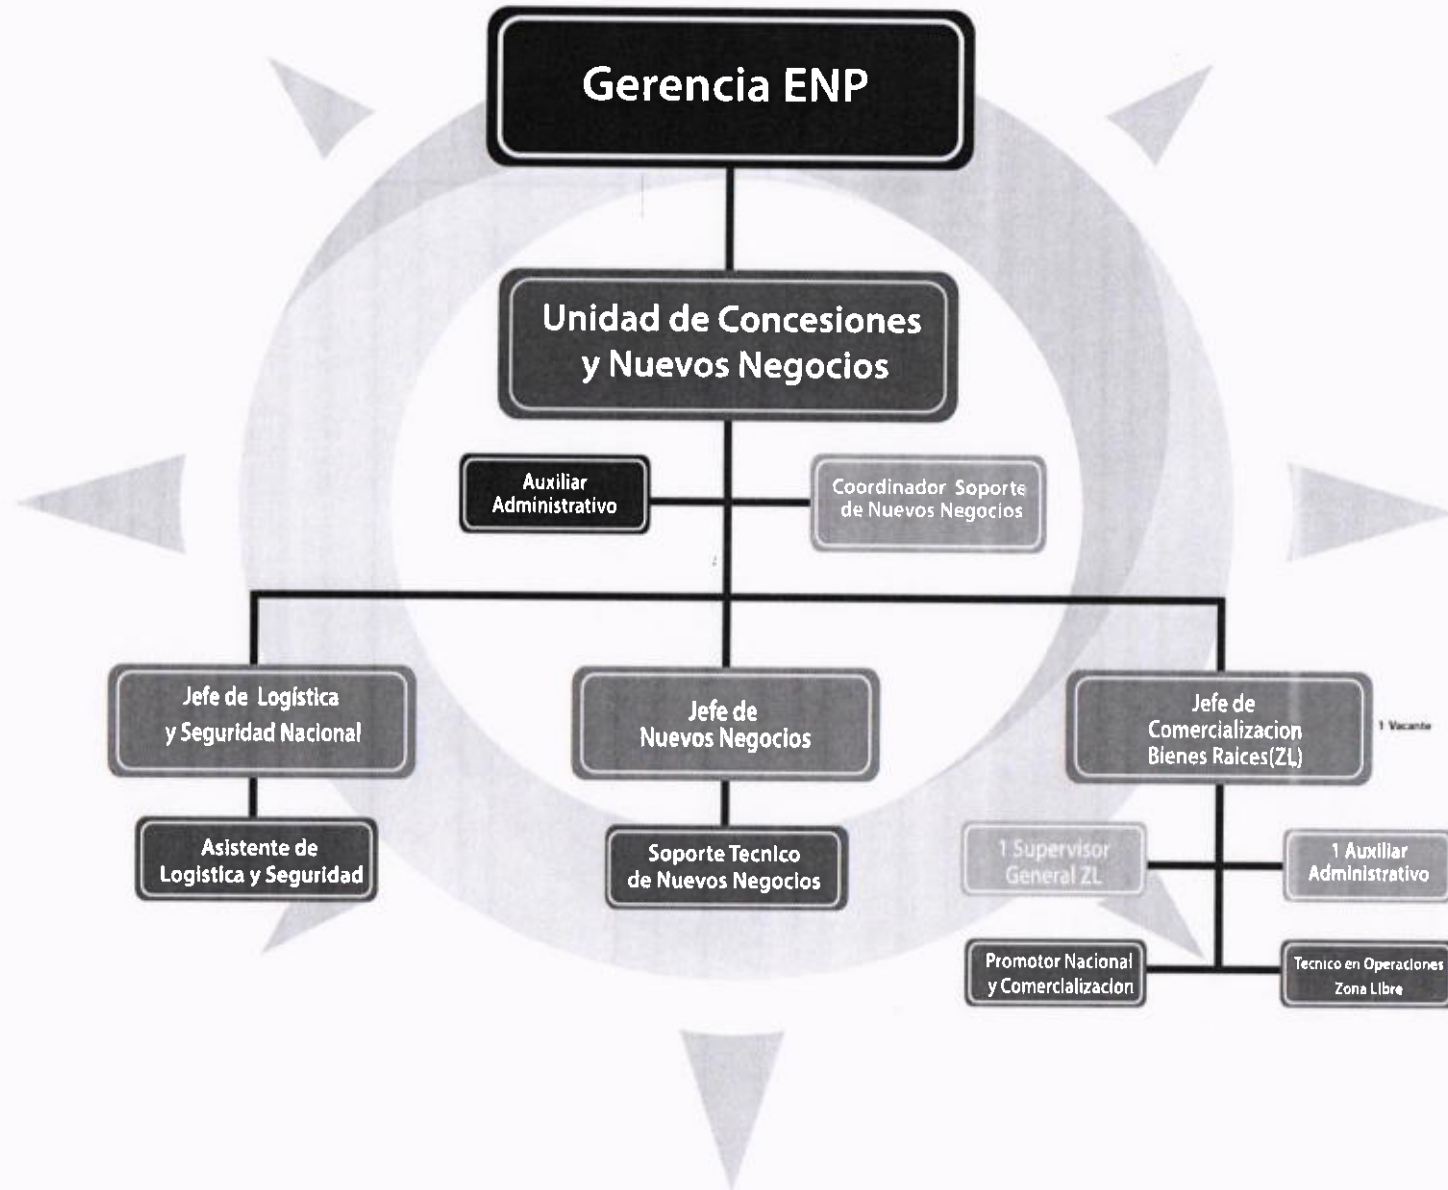 Gerencia ENP
Unidad de Concesiones
y Nuevos Negocios
Auxiliar
Administrativo
Coordinador Soporte
de Nuevos Negocios
Jefe de Logística
y Seguridad Nacional
Jefe de
Nuevos Negocios
Jefe de
Comercializacion
Bienes Raices(ZL)
1 Vacante
Asistente de
Logistica y Seguridad
Soporte Tecnico
de Nuevos Negocios
1 Supervisor
General ZL
1 Auxiliar
Administrativo
Promotor Nacional
y Comercializacion
Tecnico en Operaciones
Zona Libre